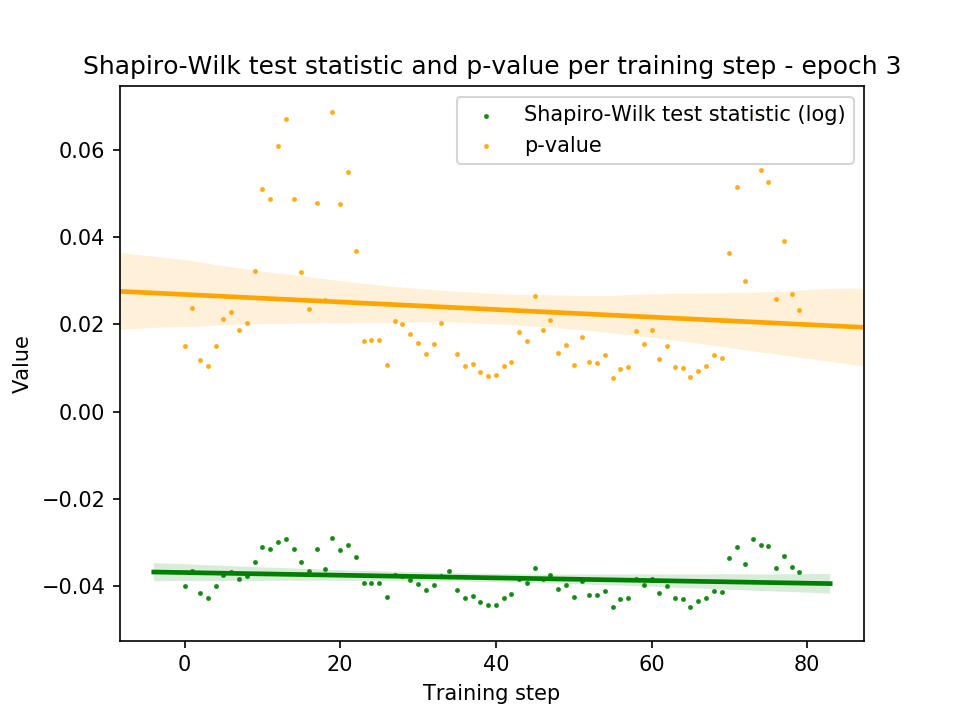 Shapiro-Wilk test statistic and p-value per training step - epoch 3
Shapiro-Wilk test statistic (log)
p-value
0.06
0.04
0.02
0.00
−0.02
−0.04
Value
0 20 40 60 80
Training step